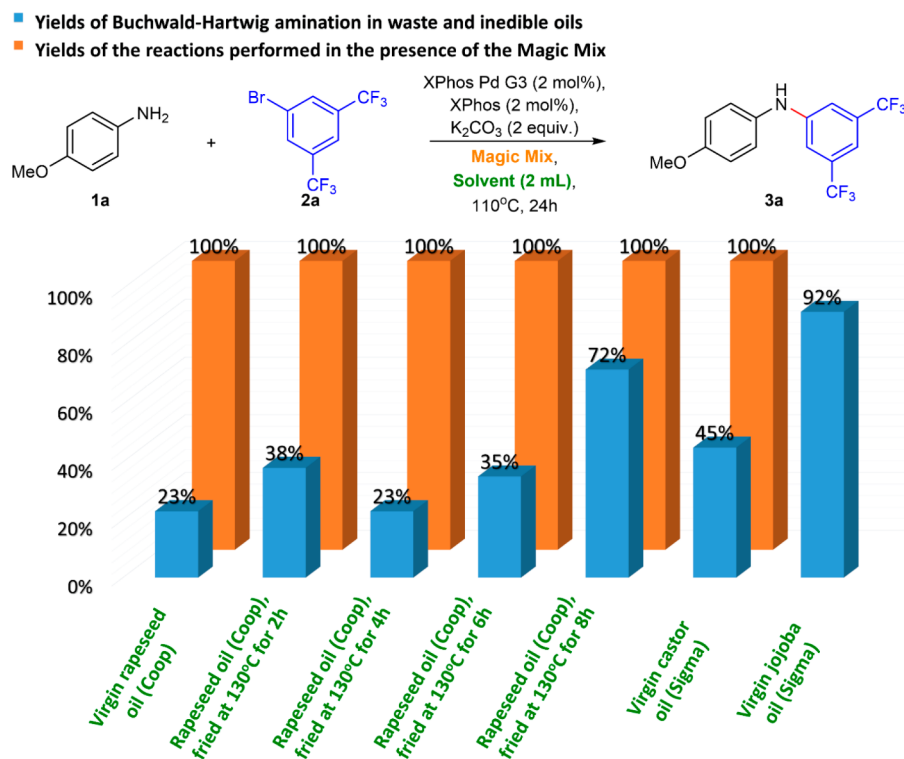 Yields of Buchwald-Hartwig amination in waste and inedible oils
Yields of the reactions performed in the presence of the Magic Mix
XPhos Pd G3 (2 mol%),
XPhos (2 mol%),
K₂CO₃ (2 equiv.)
Magic Mix,
Solvent (2 mL),
110°C, 24h
NH₂
MeO
1a
+
Br
CF₃
CF₃
2a
H
N
MeO
CF₃
CF₃
3a
100%
100%
100%
100%
100%
100%
23%
38%
23%
35%
72%
45%
92%
100%
80%
60%
40%
20%
0%
Virgin rapeseed
oil (Coop)
Rapeseed oil (Coop),
fried at 130°C for 2h
Rapeseed oil (Coop),
fried at 130°C for 4h
Rapeseed oil (Coop),
fried at 130°C for 6h
Rapeseed oil (Coop),
fried at 130°C for 8h
Virgin castor
oil (Sigma)
Virgin jojoba
oil (Sigma)